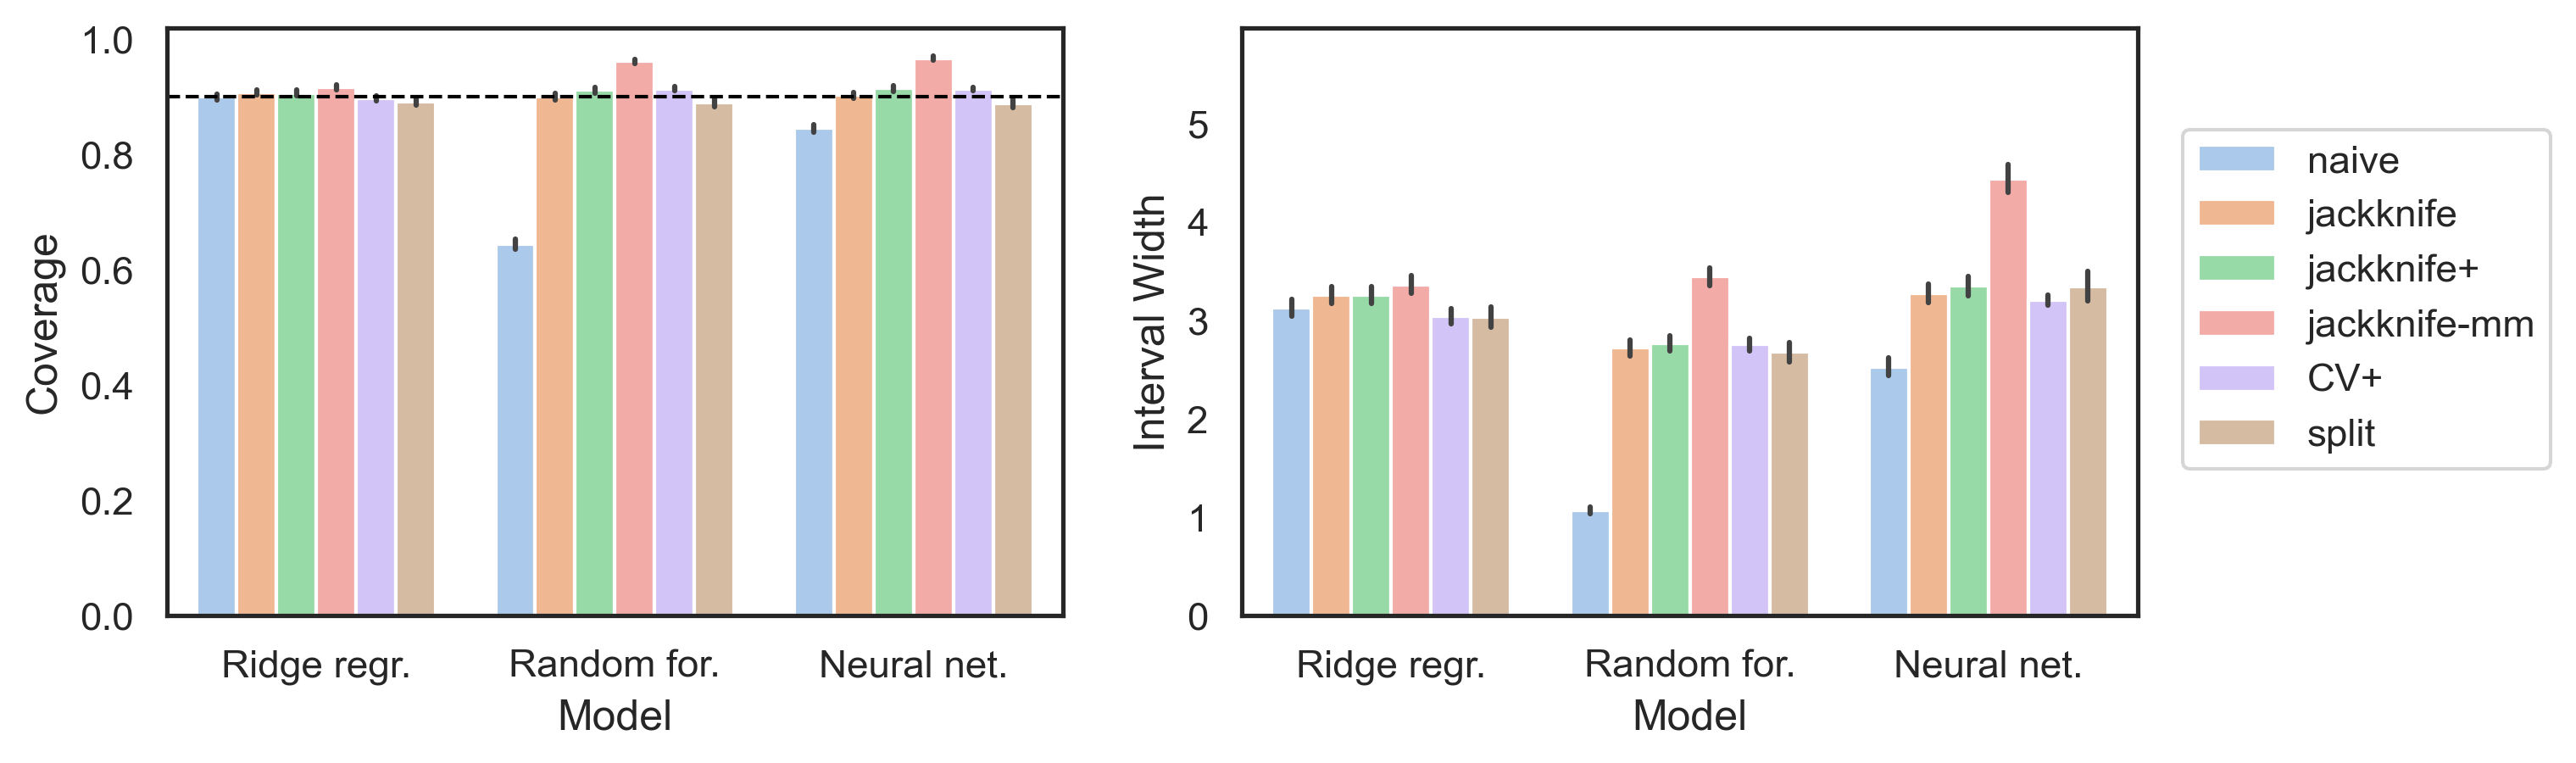 1.0
0.8
0.6
0.4
0.2
0.0
Coverage
Ridge regr.
Random for.
Neural net.
Model
5
4
3
2
1
0
Interval Width
Ridge regr.
Random for.
Neural net.
Model
naive
jackknife
jackknife+
jackknife-mm
CV+
split